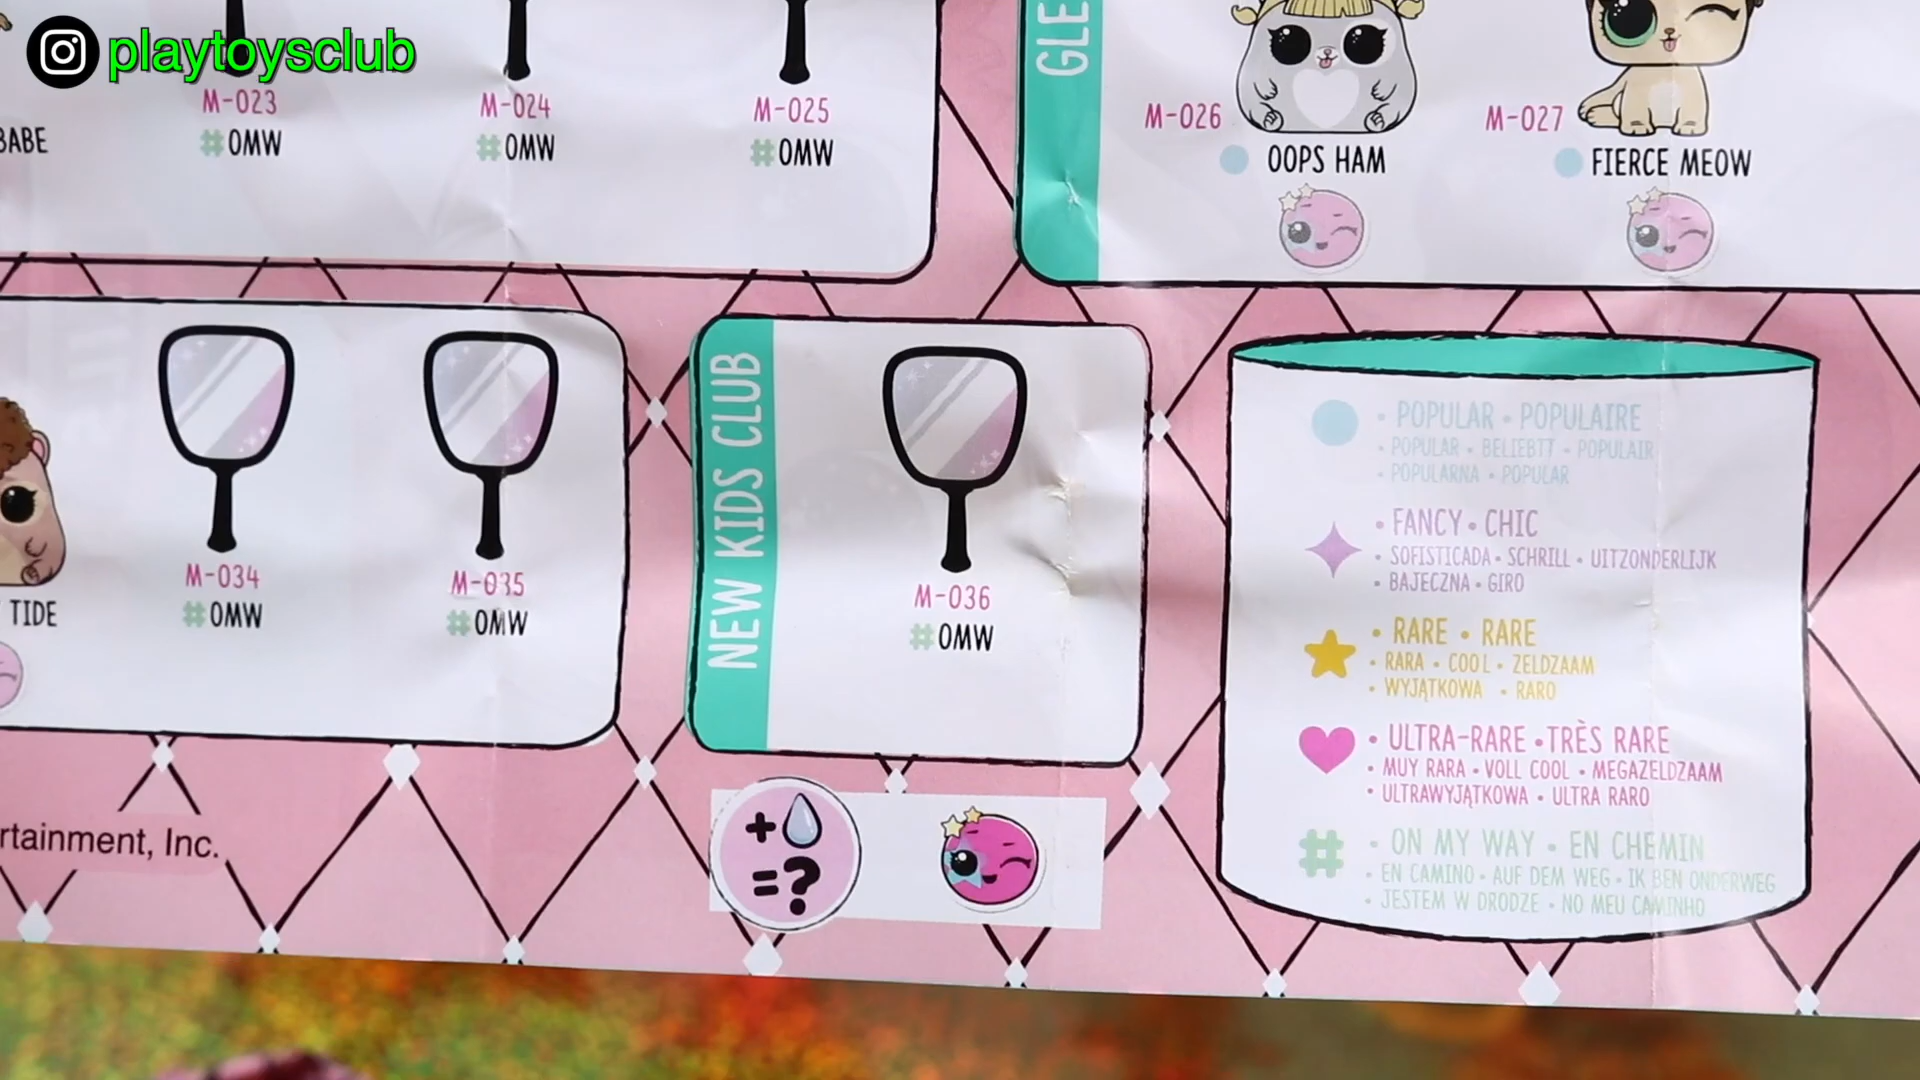 playtoysclub
M-023
#OMW
M-024
#OMW
M-025
#OMW
BABE
GLE
M-026
OOPS HAM
M-027
FIERCE MEOW
TIDE
M-034
#OMW
M-035
#OMW
NEW KIDS CLUB
M-036
#OMW
+
=?
• POPULAR • POPULAIRE
• POPULAR • BELIEBTT • POPULAIR
• POPULARNA • POPULAR
• FANCY • CHIC
• SOFISTICADA • SCHRILL • UITZONDERLIJK
• BAJECZNA • GIRO
• RARE • RARE
• RARA • COOL • ZELDZAAM
• WYJĄTKOWA • RARO
• ULTRA-RARE • TRÈS RARE
• MUY RARA • VOLL COOL • MEGAZELDZAAM
• ULTRAWYJĄTKOWA • ULTRA RARO
# • ON MY WAY • EN CHEMIN
• EN CAMINO • AUF DEM WEG • IK BEN ONDERWEG
• JESTEM W DRODZE • NO MEU CAMINHO
rtainment, Inc.